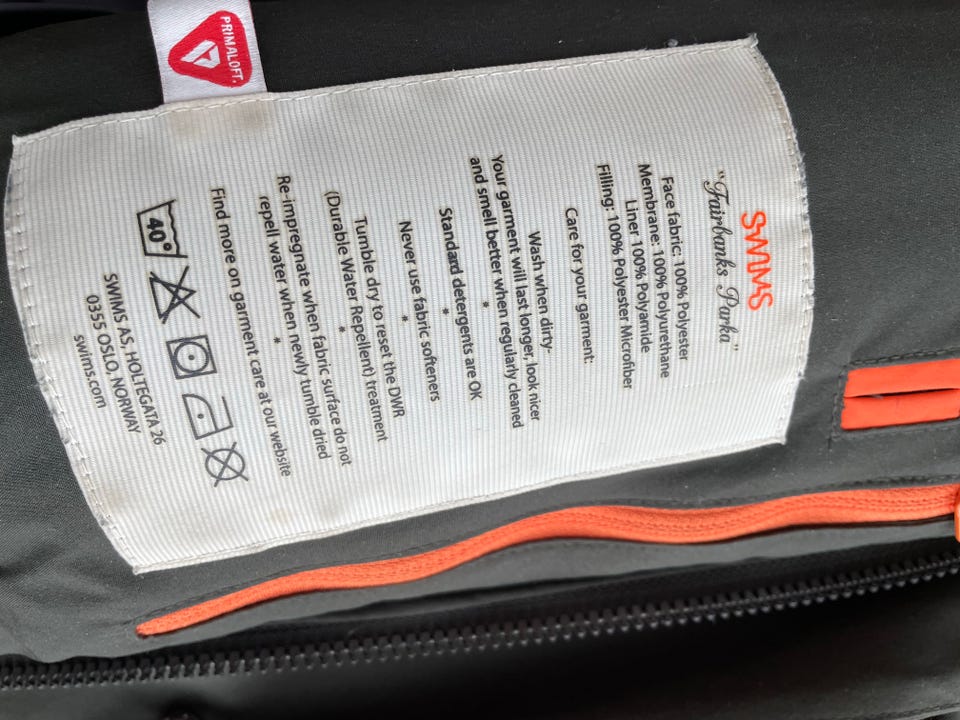 PRIMALOFT.
SWIMS
"Fairbanks Parka"
Face fabric: 100% Polyester
Membrane: 100% Polyurethane
Liner 100% Polyamide
Filling: 100% Polyester Microfiber
Care for your garment:
Wash when dirty-
Your garment will last longer, look nicer
and smell better when regularly cleaned
*
Standard detergents are OK
*
Never use fabric softeners
*
Tumble dry to reset the DWR
(Durable Water Repellent) treatment
*
Re-impregnate when fabric surface do not
repell water when newly tumble dried
*
Find more on garment care at our website
40°
SWIMS AS, HOLTEGATA 26
0355 OSLO, NORWAY
swims.com